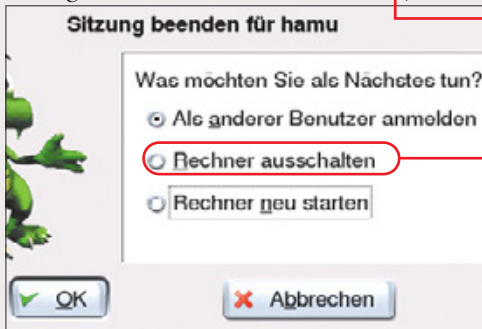 Sitzung beenden für hamu
Was möchten Sie als Nächstes tun?
Als anderer Benutzer anmelden
Rechner ausschalten
Rechner neu starten
OK
Abbrechen